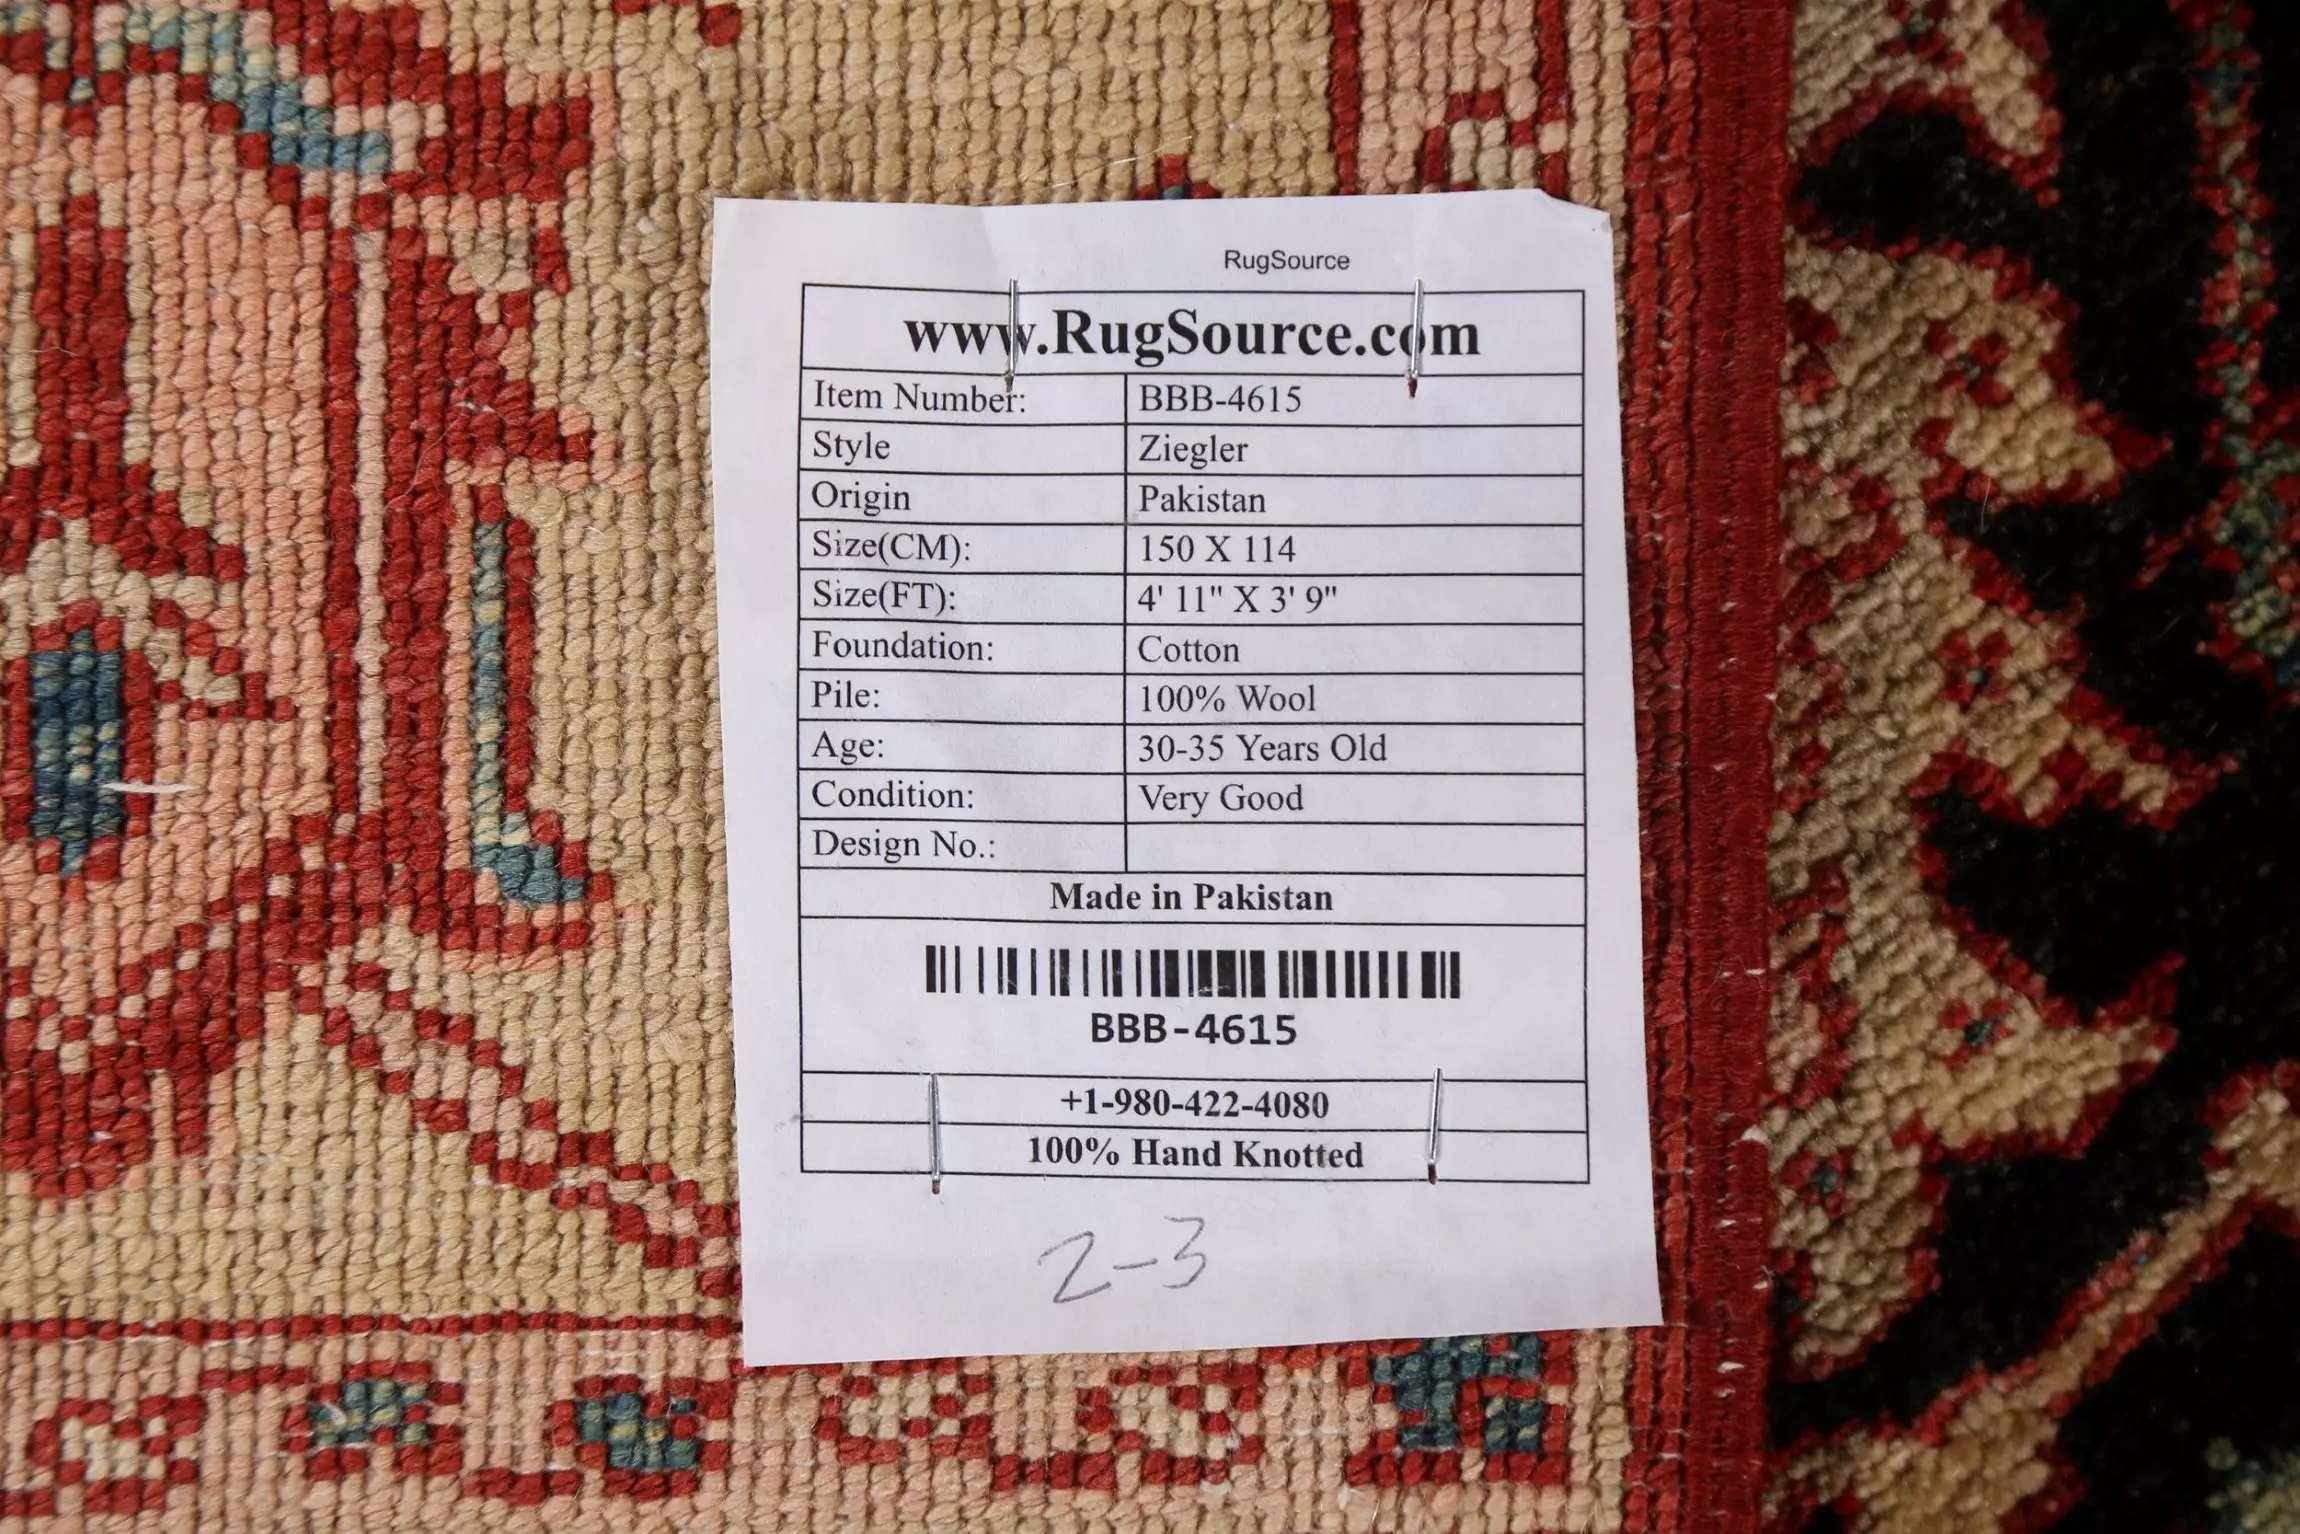 RugSource
www.RugSource.com
Item Number: BBB-4615
Style Ziegler
Origin Pakistan
Size(CM): 150 X 114
Size(FT): 4' 11" X 3' 9"
Foundation: Cotton
Pile: 100% Wool
Age: 30-35 Years Old
Condition: Very Good
Design No.:
Made in Pakistan
BBB-4615
+1-980-422-4080
100% Hand Knotted
2-3